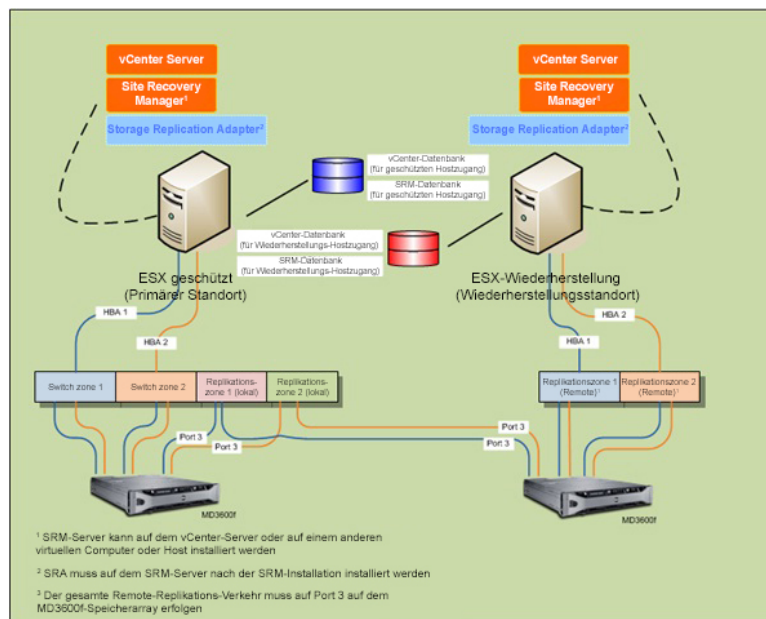 vCenter Server
Site Recovery
Manager¹
Storage Replication Adapter²
vCenter Server
Site Recovery
Manager¹
Storage Replication Adapter²
vCenter-Datenbank
(für geschützten Hostzugang)
SRM-Datenbank
(für geschützten Hostzugang)
vCenter-Datenbank
(für Wiederherstellungs-Hostzugang)
SRM-Datenbank
(für Wiederherstellungs-Hostzugang)
ESX geschützt
(Primärer Standort)
ESX-Wiederherstellung
(Wiederherstellungsstandort)
HBA 1
HBA 2
HBA 1
HBA 2
Switch zone 1
Switch zone 2
Replikations-
zone 1 (lokal)
Replikations-
zone 2 (lokal)
Replikationszone 1
(Remote)³
Replikationszone 2
(Remote)³
Port 3
Port 3
Port 3
Port 3
MD3600f
MD3600f
¹ SRM-Server kann auf dem vCenter-Server oder auf einem anderen
virtuellen Computer oder Host installiert werden
² SRA muss auf dem SRM-Server nach der SRM-Installation installiert werden
³ Der gesamte Remote-Replikations-Verkehr muss auf Port 3 auf dem
MD3600f-Speicherarray erfolgen